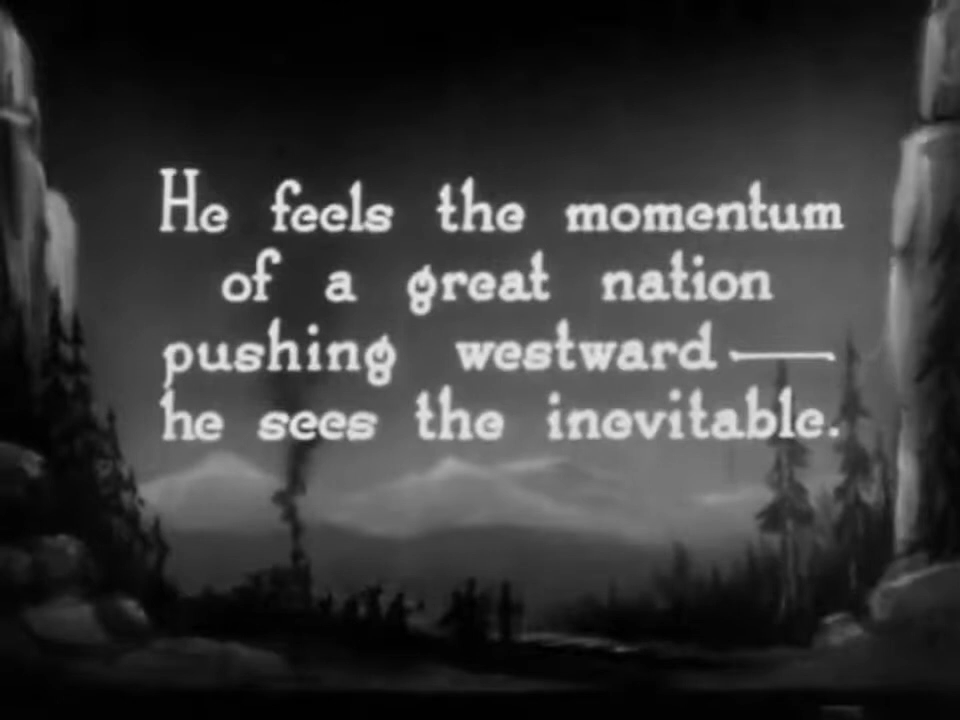 He feels the momentum
of a great nation
pushing westward —
he sees the inevitable.